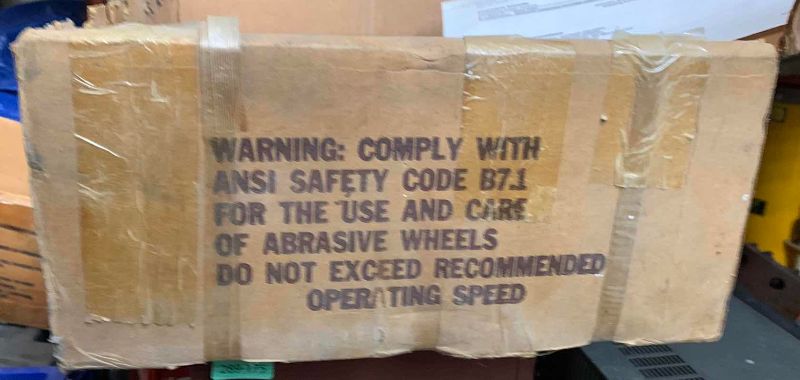 WARNING: COMPLY WITH
ANSI SAFETY CODE B7.1
FOR THE USE AND CARE
OF ABRASIVE WHEELS
DO NOT EXCEED RECOMMENDED
OPERATING SPEED